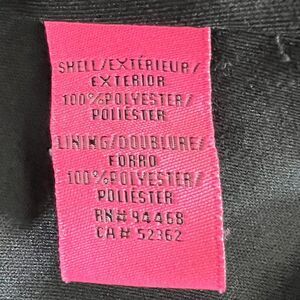 SHELL/EXTÉRIEUR/
EXTERIOR
100%POLYESTER/
POLIÉSTER
LINING/DOUBLURE/
FORRO
100%POLYESTER/
POLIÉSTER
RN# 94468
CA# 52362